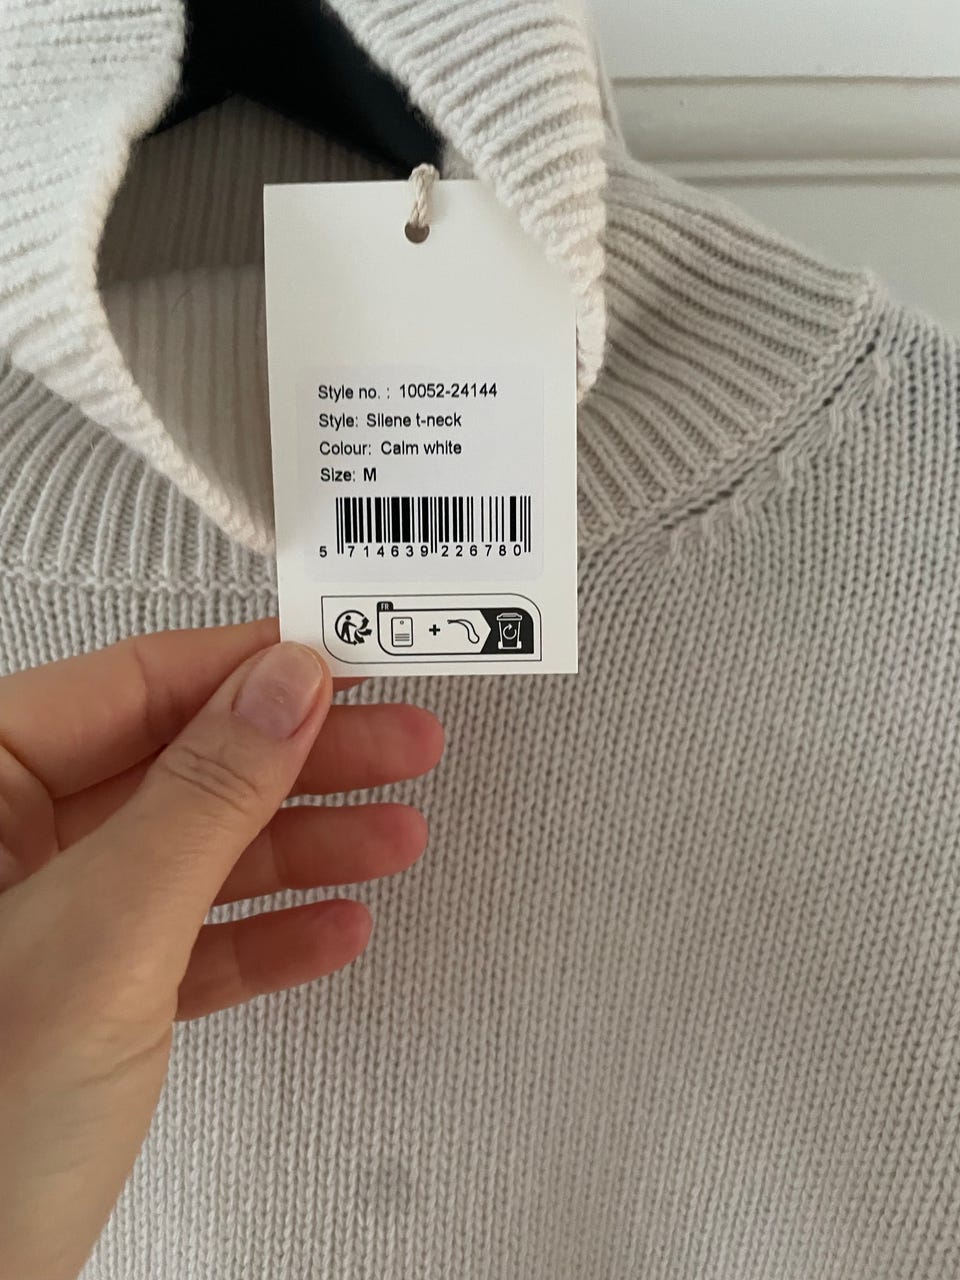 Style no. : 10052-24144
Style: Silene t-neck
Colour: Calm white
Size: M
5 714639 226780
FR
+